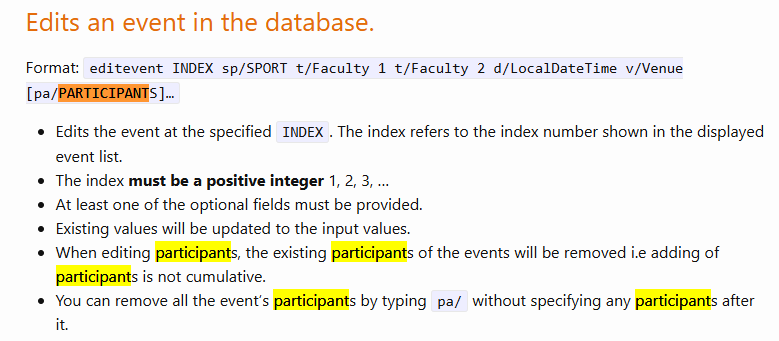 Edits an event in the database.
Format: editevent INDEX sp/SPORT t/Faculty 1 t/Faculty 2 d/LocalDateTime v/Venue
[pa/PARTICIPANTS]…
• Edits the event at the specified INDEX. The index refers to the index number shown in the displayed
event list.
• The index must be a positive integer 1, 2, 3, …
• At least one of the optional fields must be provided.
• Existing values will be updated to the input values.
• When editing participants, the existing participants of the events will be removed i.e adding of
participants is not cumulative.
• You can remove all the event’s participants by typing pa/ without specifying any participants after
it.